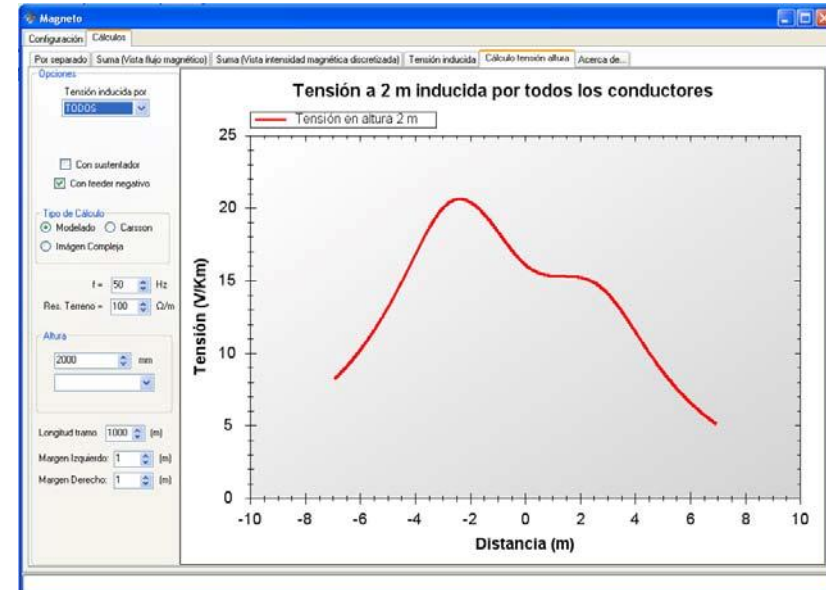 Magneto
Configuración Cálculos
Por separado Suma (Vista flujo magnético) Suma (Vista intensidad magnética discretizada) Tensión inducida Cálculo tensión altura Acerca de...
Opciones
Tensión inducida por
TODOS
Con sustentador
Con feeder negativo
Tipo de Cálculo
Modelado Carsson
Imágen Compleja
f = 50 Hz
Res. Terreno = 100 Ω/m
Altura
2000 mm
Longitud tramo 1000 (m)
Margen Izquierdo: 1 (m)
Margen Derecho: 1 (m)
Tensión a 2 m inducida por todos los conductores
Tensión en altura 2 m
Tensión (V/Km)
25
20
15
10
5
0
-10 -8 -6 -4 -2 0 2 4 6 8 10
Distancia (m)